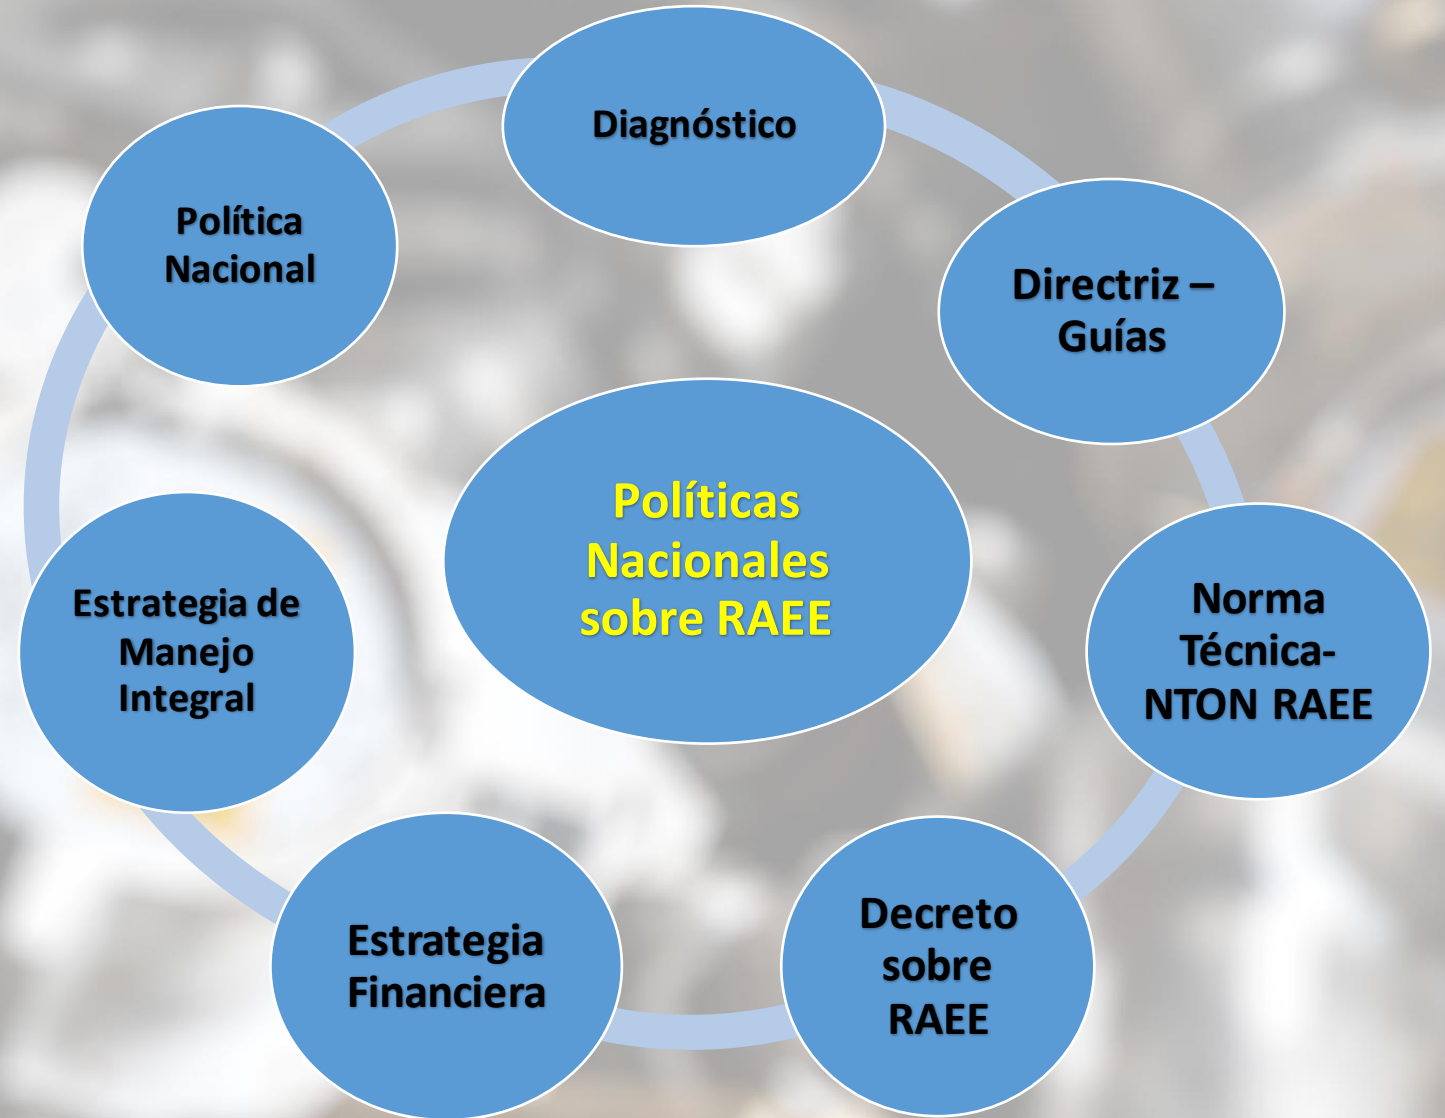 Diagnóstico
Política
Nacional
Directriz –
Guías
Políticas
Nacionales
sobre RAEE
Norma
Técnica-
NTON RAEE
Estrategia de
Manejo
Integral
Decreto
sobre
RAEE
Estrategia
Financiera